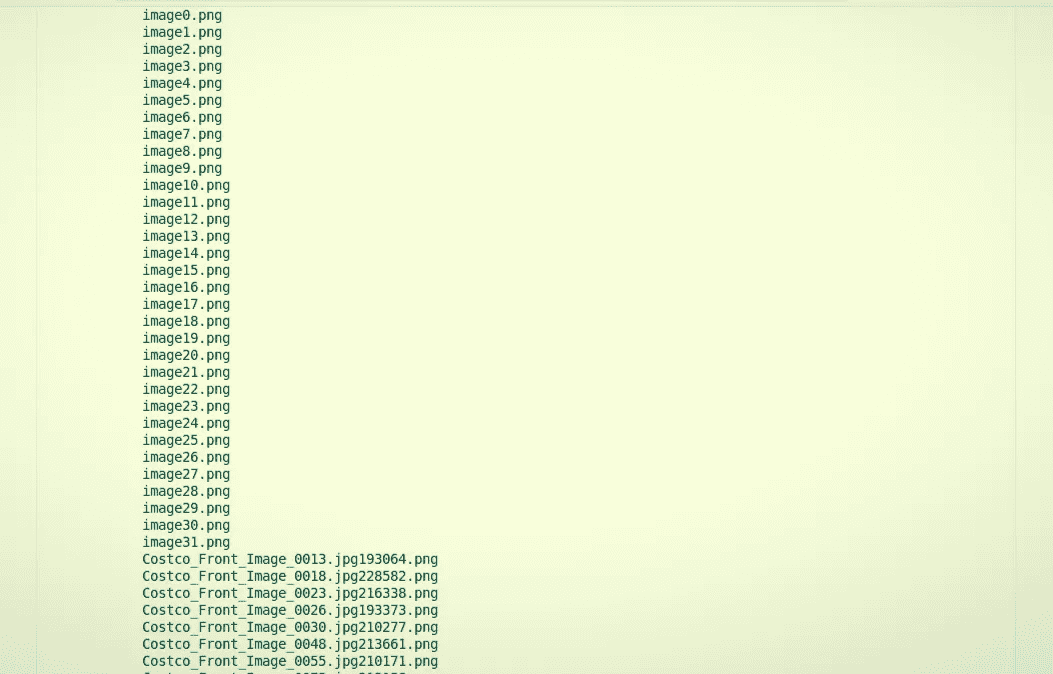 image0.png
image1.png
image2.png
image3.png
image4.png
image5.png
image6.png
image7.png
image8.png
image9.png
image10.png
image11.png
image12.png
image13.png
image14.png
image15.png
image16.png
image17.png
image18.png
image19.png
image20.png
image21.png
image22.png
image23.png
image24.png
image25.png
image26.png
image27.png
image28.png
image29.png
image30.png
image31.png
Costco_Front_Image_0013.jpg193064.png
Costco_Front_Image_0018.jpg228582.png
Costco_Front_Image_0023.jpg216338.png
Costco_Front_Image_0026.jpg193373.png
Costco_Front_Image_0030.jpg210277.png
Costco_Front_Image_0048.jpg213661.png
Costco_Front_Image_0055.jpg210171.png